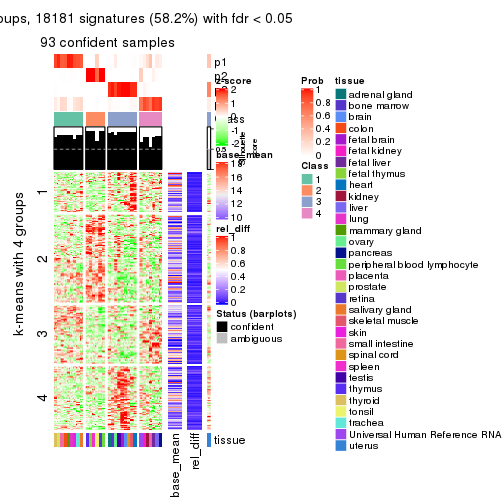 oups, 18181 signatures (58.2%) with fdr < 0.05
93 confident samples
p1
p2
z-score
2
1
0
-1
-2
base_mean
18
16
14
12
10
rel_diff
1
0.8
0.6
0.4
0.2
0
Status (barplots)
confident
ambiguous
Prob
1
0.8
0.6
0.4
0.2
0
Class
1
2
3
4
tissue
adrenal gland
bone marrow
brain
colon
fetal brain
fetal kidney
fetal liver
fetal thymus
heart
kidney
liver
lung
mammary gland
ovary
pancreas
peripheral blood lymphocyte
placenta
prostate
retina
salivary gland
skeletal muscle
skin
small intestine
spinal cord
spleen
testis
thymus
thyroid
tonsil
trachea
Universal Human Reference RNA
uterus
k-means with 4 groups
1
2
3
4
tissue
base_mean
rel_diff